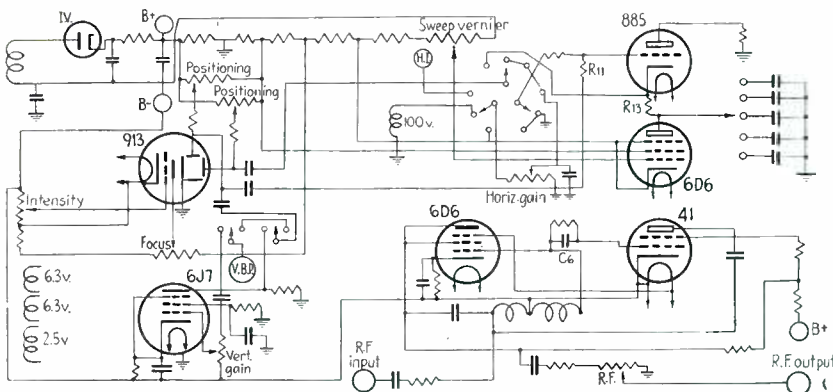 1V.
B+
Sweep vernier
885
H.I.
Positioning
Positioning
R11
B-
R13
100v.
913
6D6
Intensity
Horiz. gain
6D6
41
Focus
V.B.P.
C6
6J7
6.3v.
6.3v.
2.5v
B+
Vert. gain
R.F. input
R.F.
R.F. output